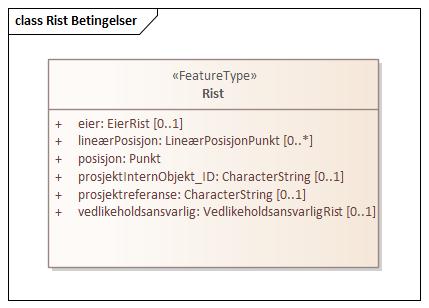 class Rist Betingelser
«FeatureType»
Rist
+ eier: EierRist [0..1]
+ lineærPosisjon: LineærPosisjonPunkt [0..*]
+ posisjon: Punkt
+ prosjektInternObjekt_ID: CharacterString [0..1]
+ prosjektreferanse: CharacterString [0..1]
+ vedlikeholdsansvarlig: VedlikeholdsansvarligRist [0..1]